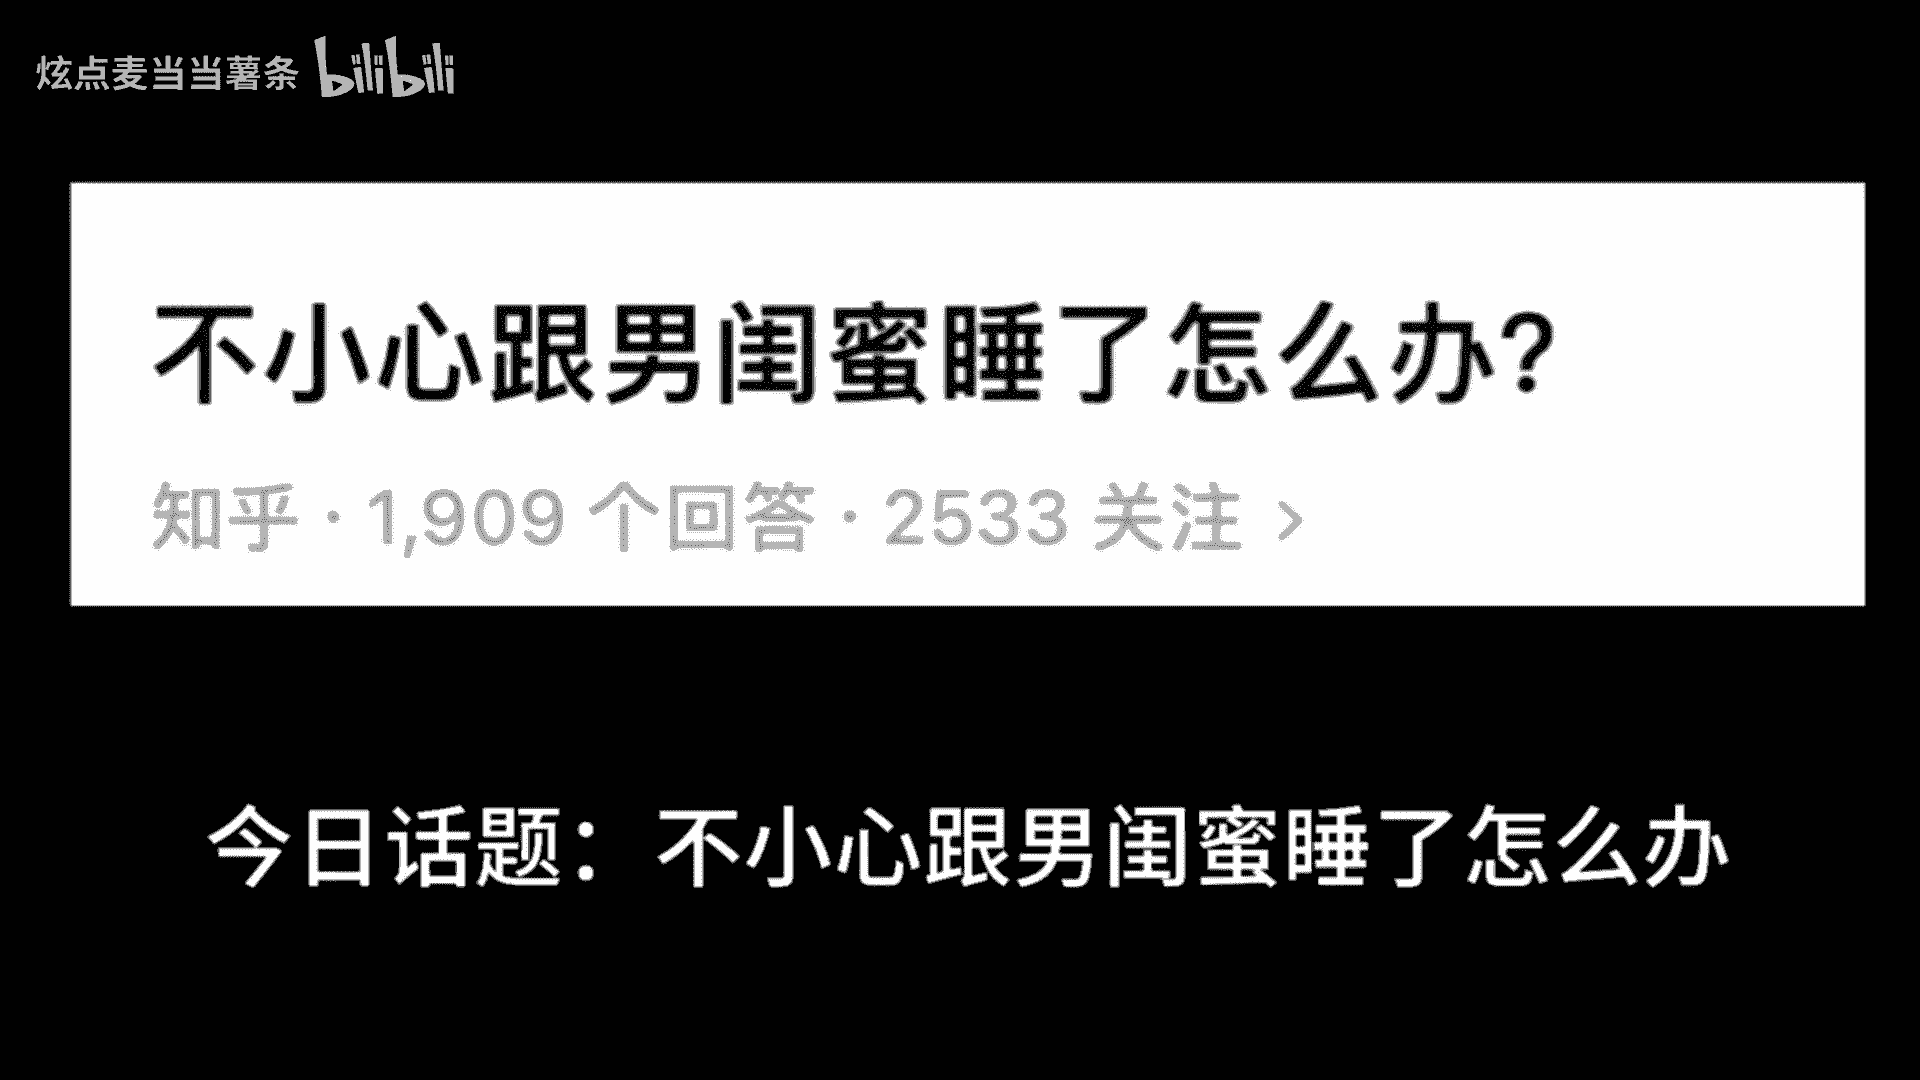 炫点麦当当薯条 bilibili
不小心跟男闺蜜睡了怎么办?
知乎 · 1,909 个回答 · 2533 关注 >
今日话题：不小心跟男闺蜜睡了怎么办